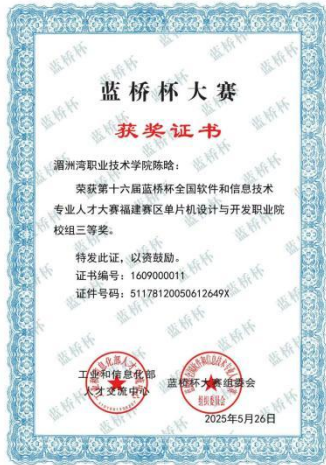 蓝桥杯大赛
获奖证书
湄洲湾职业技术学院陈晗:
荣获第十六届蓝桥杯全国软件和信息技术
专业人才大赛福建赛区单片机设计与开发职业院
校组三等奖。
特发此证，以资鼓励。
证书编号：1609000011
证件号码：51178120050612649X
工业和信息化部
人才交流中心
蓝桥杯大赛组委会
组织委员会
2025年5月26日